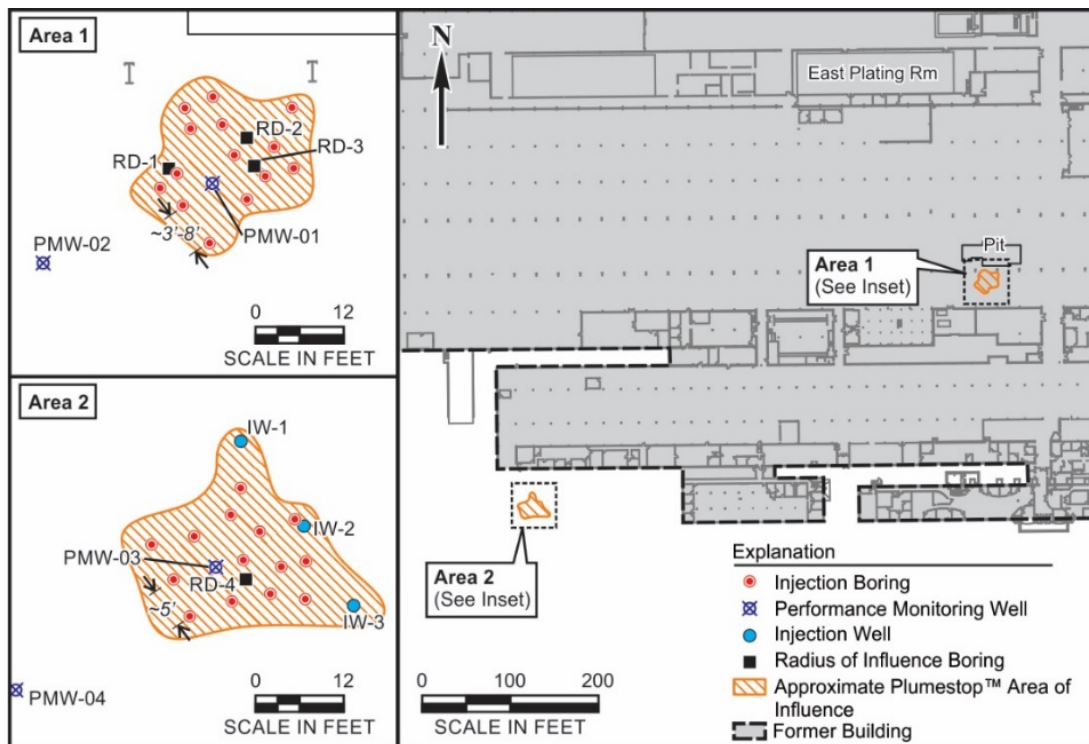 Area 1
RD-2
RD-3
RD-1
PMW-01
~3'-8'
PMW-02
0 12
SCALE IN FEET
Area 2
IW-1
IW-2
PMW-03
RD-4
~5'
IW-3
PMW-04
0 12
SCALE IN FEET
N
East Plating Rm
Pit
Area 1
(See Inset)
Area 2
(See Inset)
0 100 200
SCALE IN FEET
Explanation
Injection Boring
Performance Monitoring Well
Injection Well
Radius of Influence Boring
Approximate Plumestop™ Area of
Influence
Former Building